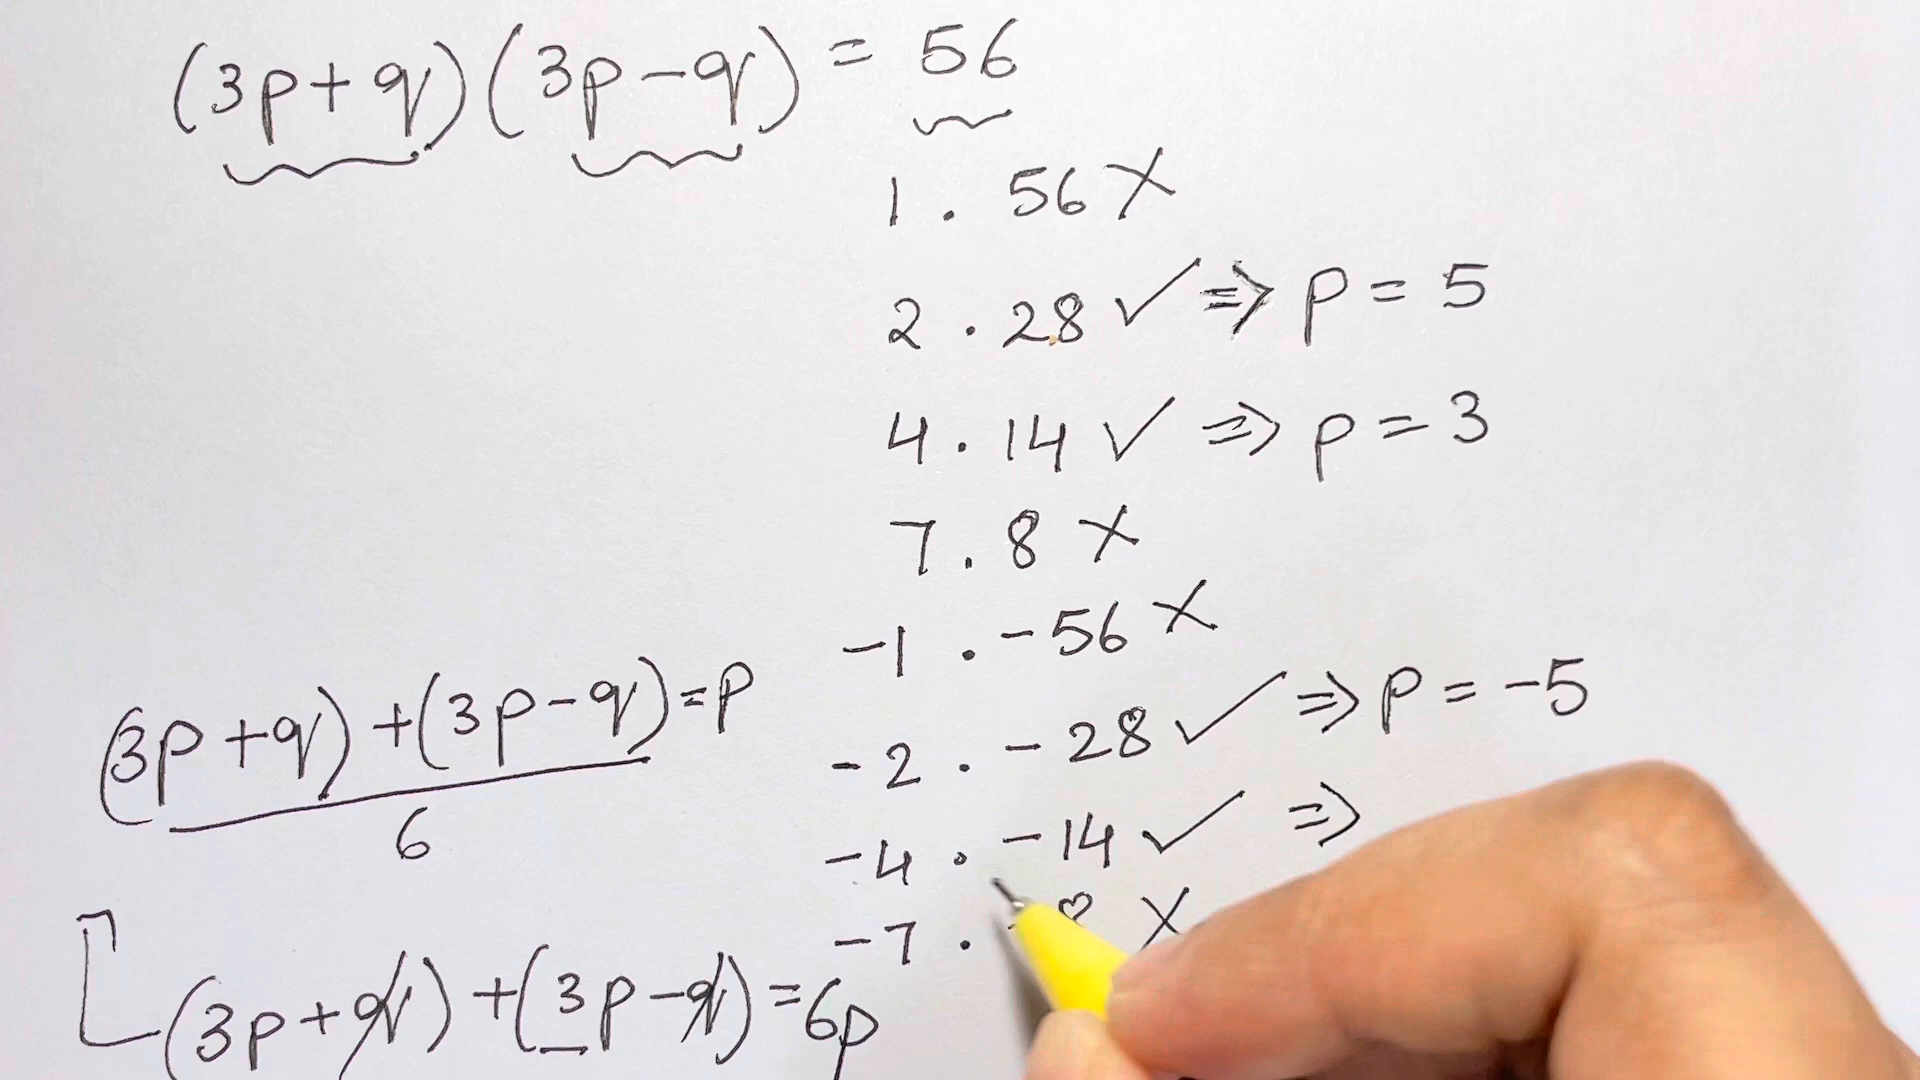 (3p+q)(3p-q) = 56
1 . 56 X
2 . 28 ✓ ⇒ p = 5
4 . 14 ✓ ⇒ p = 3
7 . 8 X
-1 . -56 X
-2 . -28 ✓ ⇒ p = -5
-4 . -14 ✓ ⇒
-7 . -8 X
(3p+q)+(3p-q)=p
6
(3p+q)+(3p-q)=6p